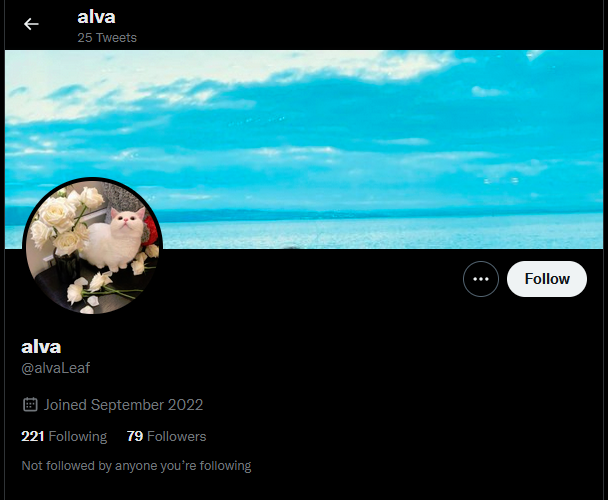 alva
25 Tweets
Follow
alva
@alvaLeaf
Joined September 2022
221 Following 79 Followers
Not followed by anyone you’re following